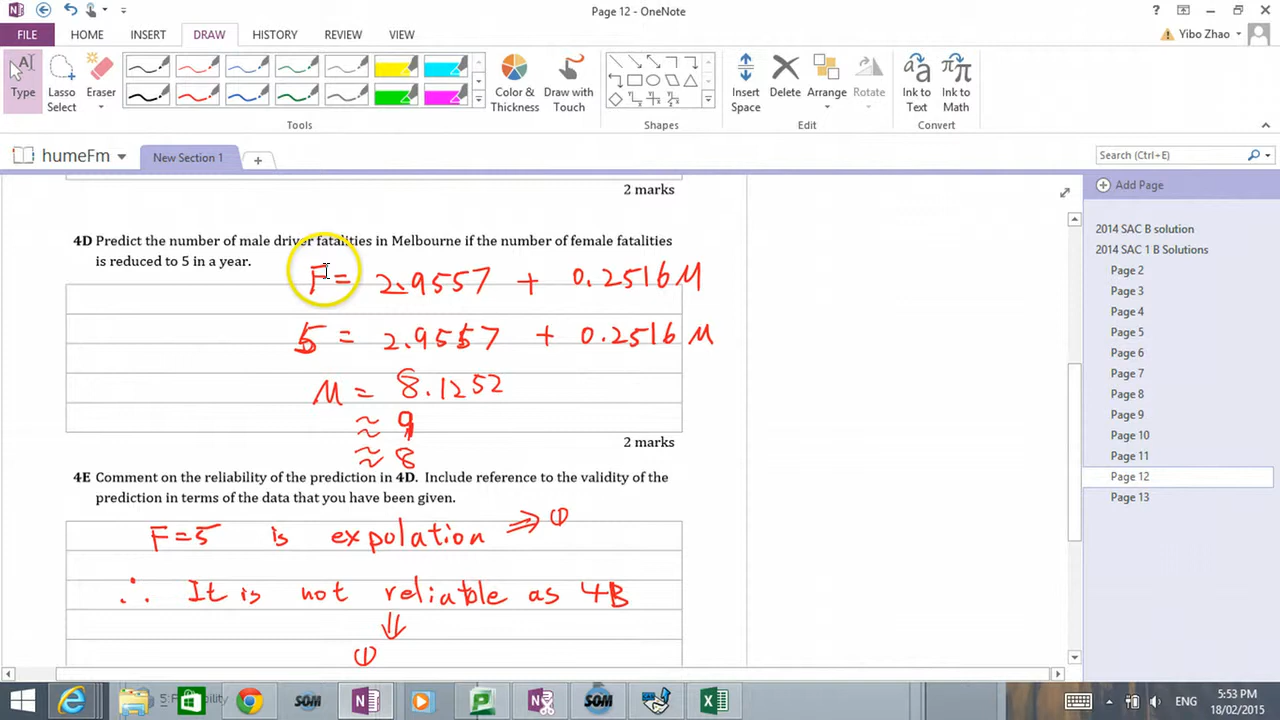 Page 12 - OneNote
FILE HOME INSERT DRAW HISTORY REVIEW VIEW
Yibo Zhao
Type
Lasso Select
Eraser
Color & Thickness
Draw with Touch
Insert Space
Delete
Arrange
Rotate
Ink to Text
Ink to Math
Tools
Shapes
Edit
Convert
humeFm
New Section 1
Search (Ctrl+E)
Add Page
2014 SAC B solution
2014 SAC 1 B Solutions
Page 2
Page 3
Page 4
Page 5
Page 6
Page 7
Page 8
Page 9
Page 10
Page 11
Page 12
Page 13
2 marks
4D Predict the number of male driver fatalities in Melbourne if the number of female fatalities
is reduced to 5 in a year.
F = 2.9557 + 0.2516 M
5 = 2.9557 + 0.2516 M
M = 8.1252
≈ 9
≈ 8
2 marks
4E Comment on the reliability of the prediction in 4D. Include reference to the validity of the
prediction in terms of the data that you have been given.
F=5 is expolation ⇒ ①
∴ It is not reliable as 4B
⇓
①
SOM
SOM
ENG
5:53 PM
18/02/2015